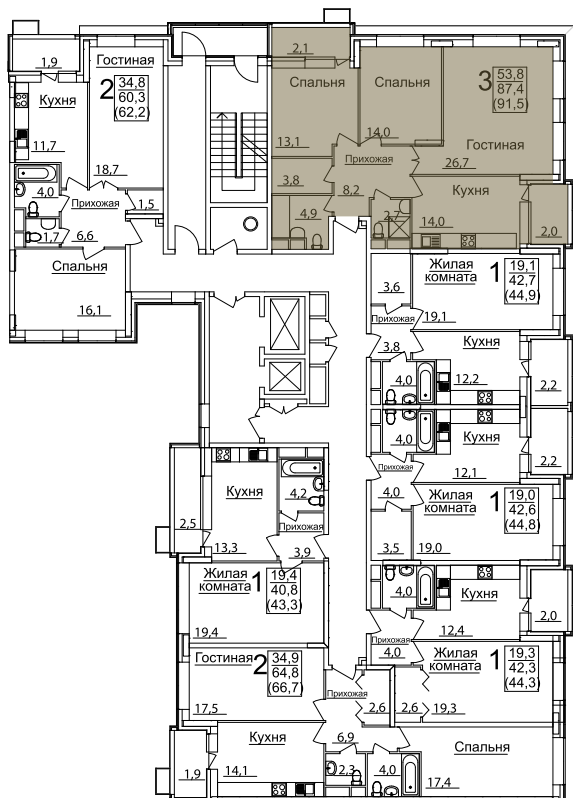 2,1
1,9
Гостиная
2
34,8
60,3
(62,2)
Кухня
11,7
18,7
4,0
Прихожая
1,5
1,7
6,6
Спальня
16,1
Спальня
13,1
Спальня
14,0
3
53,8
87,4
(91,5)
Гостиная
26,7
Прихожая
3,8
8,2
4,9
2,7
Кухня
14,0
2,0
Жилая
комната
1
19,1
42,7
(44,9)
3,6
19,1
Прихожая
3,8
Кухня
4,0
12,2
2,2
4,0
Кухня
12,1
2,2
Прихожая
4,0
Жилая
комната
1
19,0
42,6
(44,8)
3,5
19,0
2,5
Кухня
13,3
4,2
Прихожая
3,9
Жилая
комната
1
19,4
40,8
(43,3)
19,4
4,0
Кухня
12,4
2,0
Прихожая
4,0
Жилая
комната
1
19,3
42,3
(44,3)
2,6
19,3
Гостиная
2
34,9
64,8
(66,7)
17,5
Прихожая
2,6
6,9
Кухня
14,1
1,9
2,3
4,0
Спальня
17,4